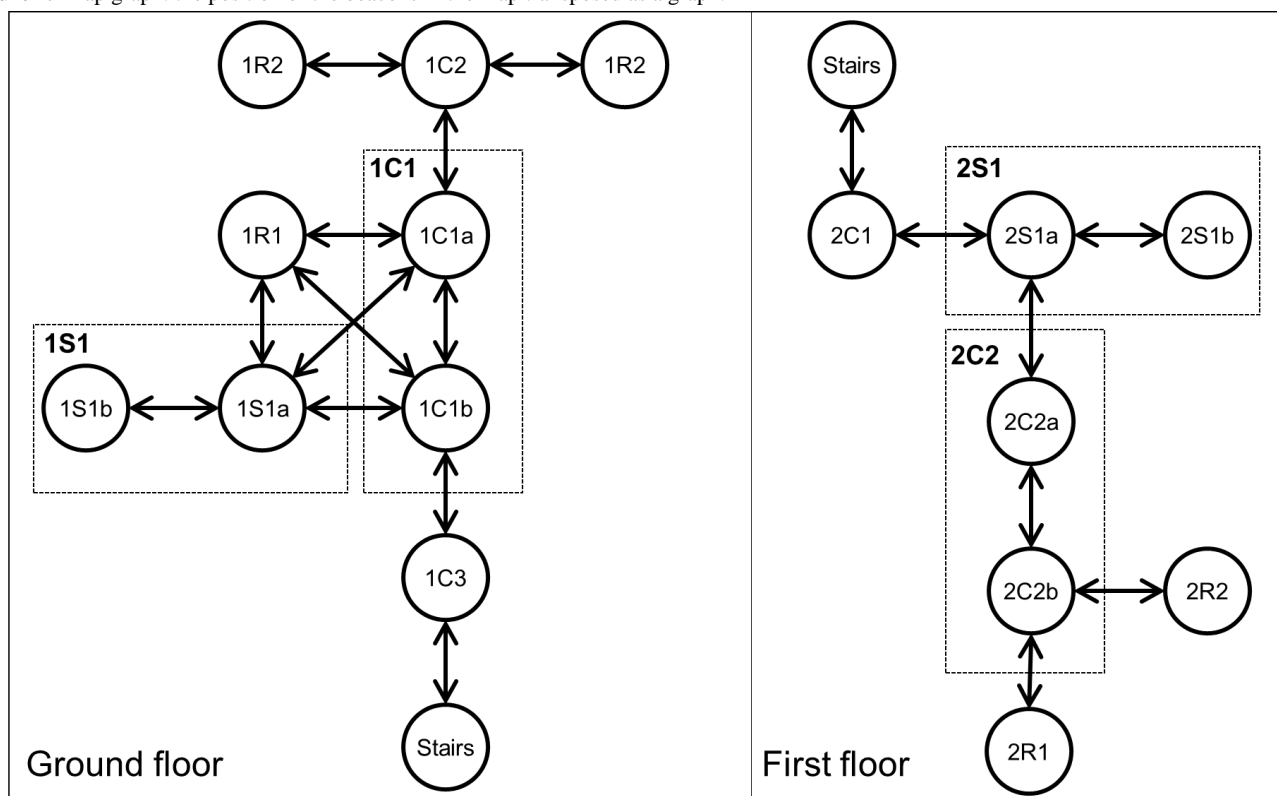 1R2
1C2
1R2
1C1
1R1
1C1a
1S1
1S1b
1S1a
1C1b
1C3
Stairs
Ground floor
Stairs
2S1
2C1
2S1a
2S1b
2C2
2C2a
2C2b
2R2
2R1
First floor